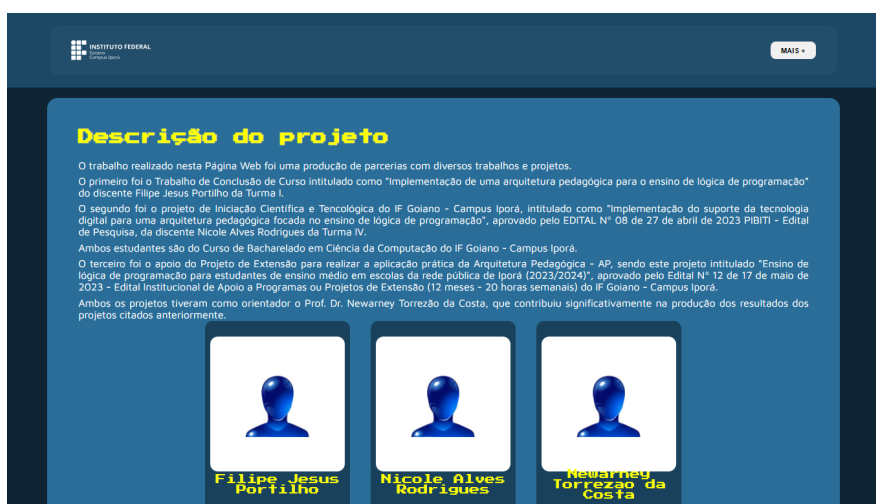 INSTITUTO FEDERAL
Goiano
Campus Iporá
MAIS +
Descrição do projeto
O trabalho realizado nesta Página Web foi uma produção de parcerias com diversos trabalhos e projetos.
O primeiro foi o Trabalho de Conclusão de Curso intitulado como "Implementação de uma arquitetura pedagógica para o ensino de lógica de programação"
do discente Filipe Jesus Portilho da Turma I.
O segundo foi o projeto de Iniciação Científica e Tencológica do IF Goiano - Campus Iporá, intitulado como "Implementação do suporte da tecnologia
digital para uma arquitetura pedagógica focada no ensino de lógica de programação", aprovado pelo EDITAL Nº 08 de 27 de abril de 2023 PIBITI - Edital
de Pesquisa, da discente Nicole Alves Rodrigues da Turma IV.
Ambos estudantes são do Curso de Bacharelado em Ciência da Computação do IF Goiano - Campus Iporá.
O terceiro foi o apoio do Projeto de Extensão para realizar a aplicação prática da Arquitetura Pedagógica - AP, sendo este projeto intitulado "Ensino de
lógica de programação para estudantes de ensino médio em escolas da rede pública de Iporá (2023/2024)", aprovado pelo Edital Nº 12 de 17 de maio de
2023 - Edital Institucional de Apoio a Programas ou Projetos de Extensão (12 meses - 20 horas semanais) do IF Goiano - Campus Iporá.
Ambos os projetos tiveram como orientador o Prof. Dr. Newarney Torrezão da Costa, que contribuiu significativamente na produção dos resultados dos
projetos citados anteriormente.
Filipe Jesus
Portilho
Nicole Alves
Rodrigues
Newarney
Torrezao da
Costa